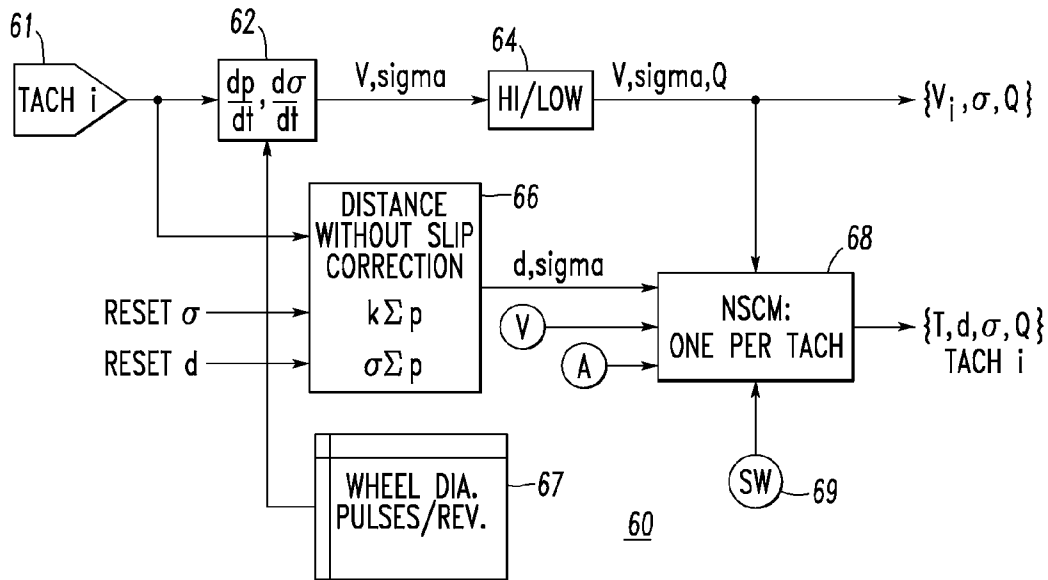 61
TACH i
62
dp/dt, dσ/dt
V,sigma
64
HI/LOW
V,sigma,Q
{Vᵢ,σ,Q}
66
DISTANCE
WITHOUT SLIP
CORRECTION
kΣp
σΣp
RESET σ
RESET d
d,sigma
V
A
68
NSCM:
ONE PER TACH
{T,d,σ,Q}
TACH i
SW
69
67
WHEEL DIA.
PULSES/REV.
60